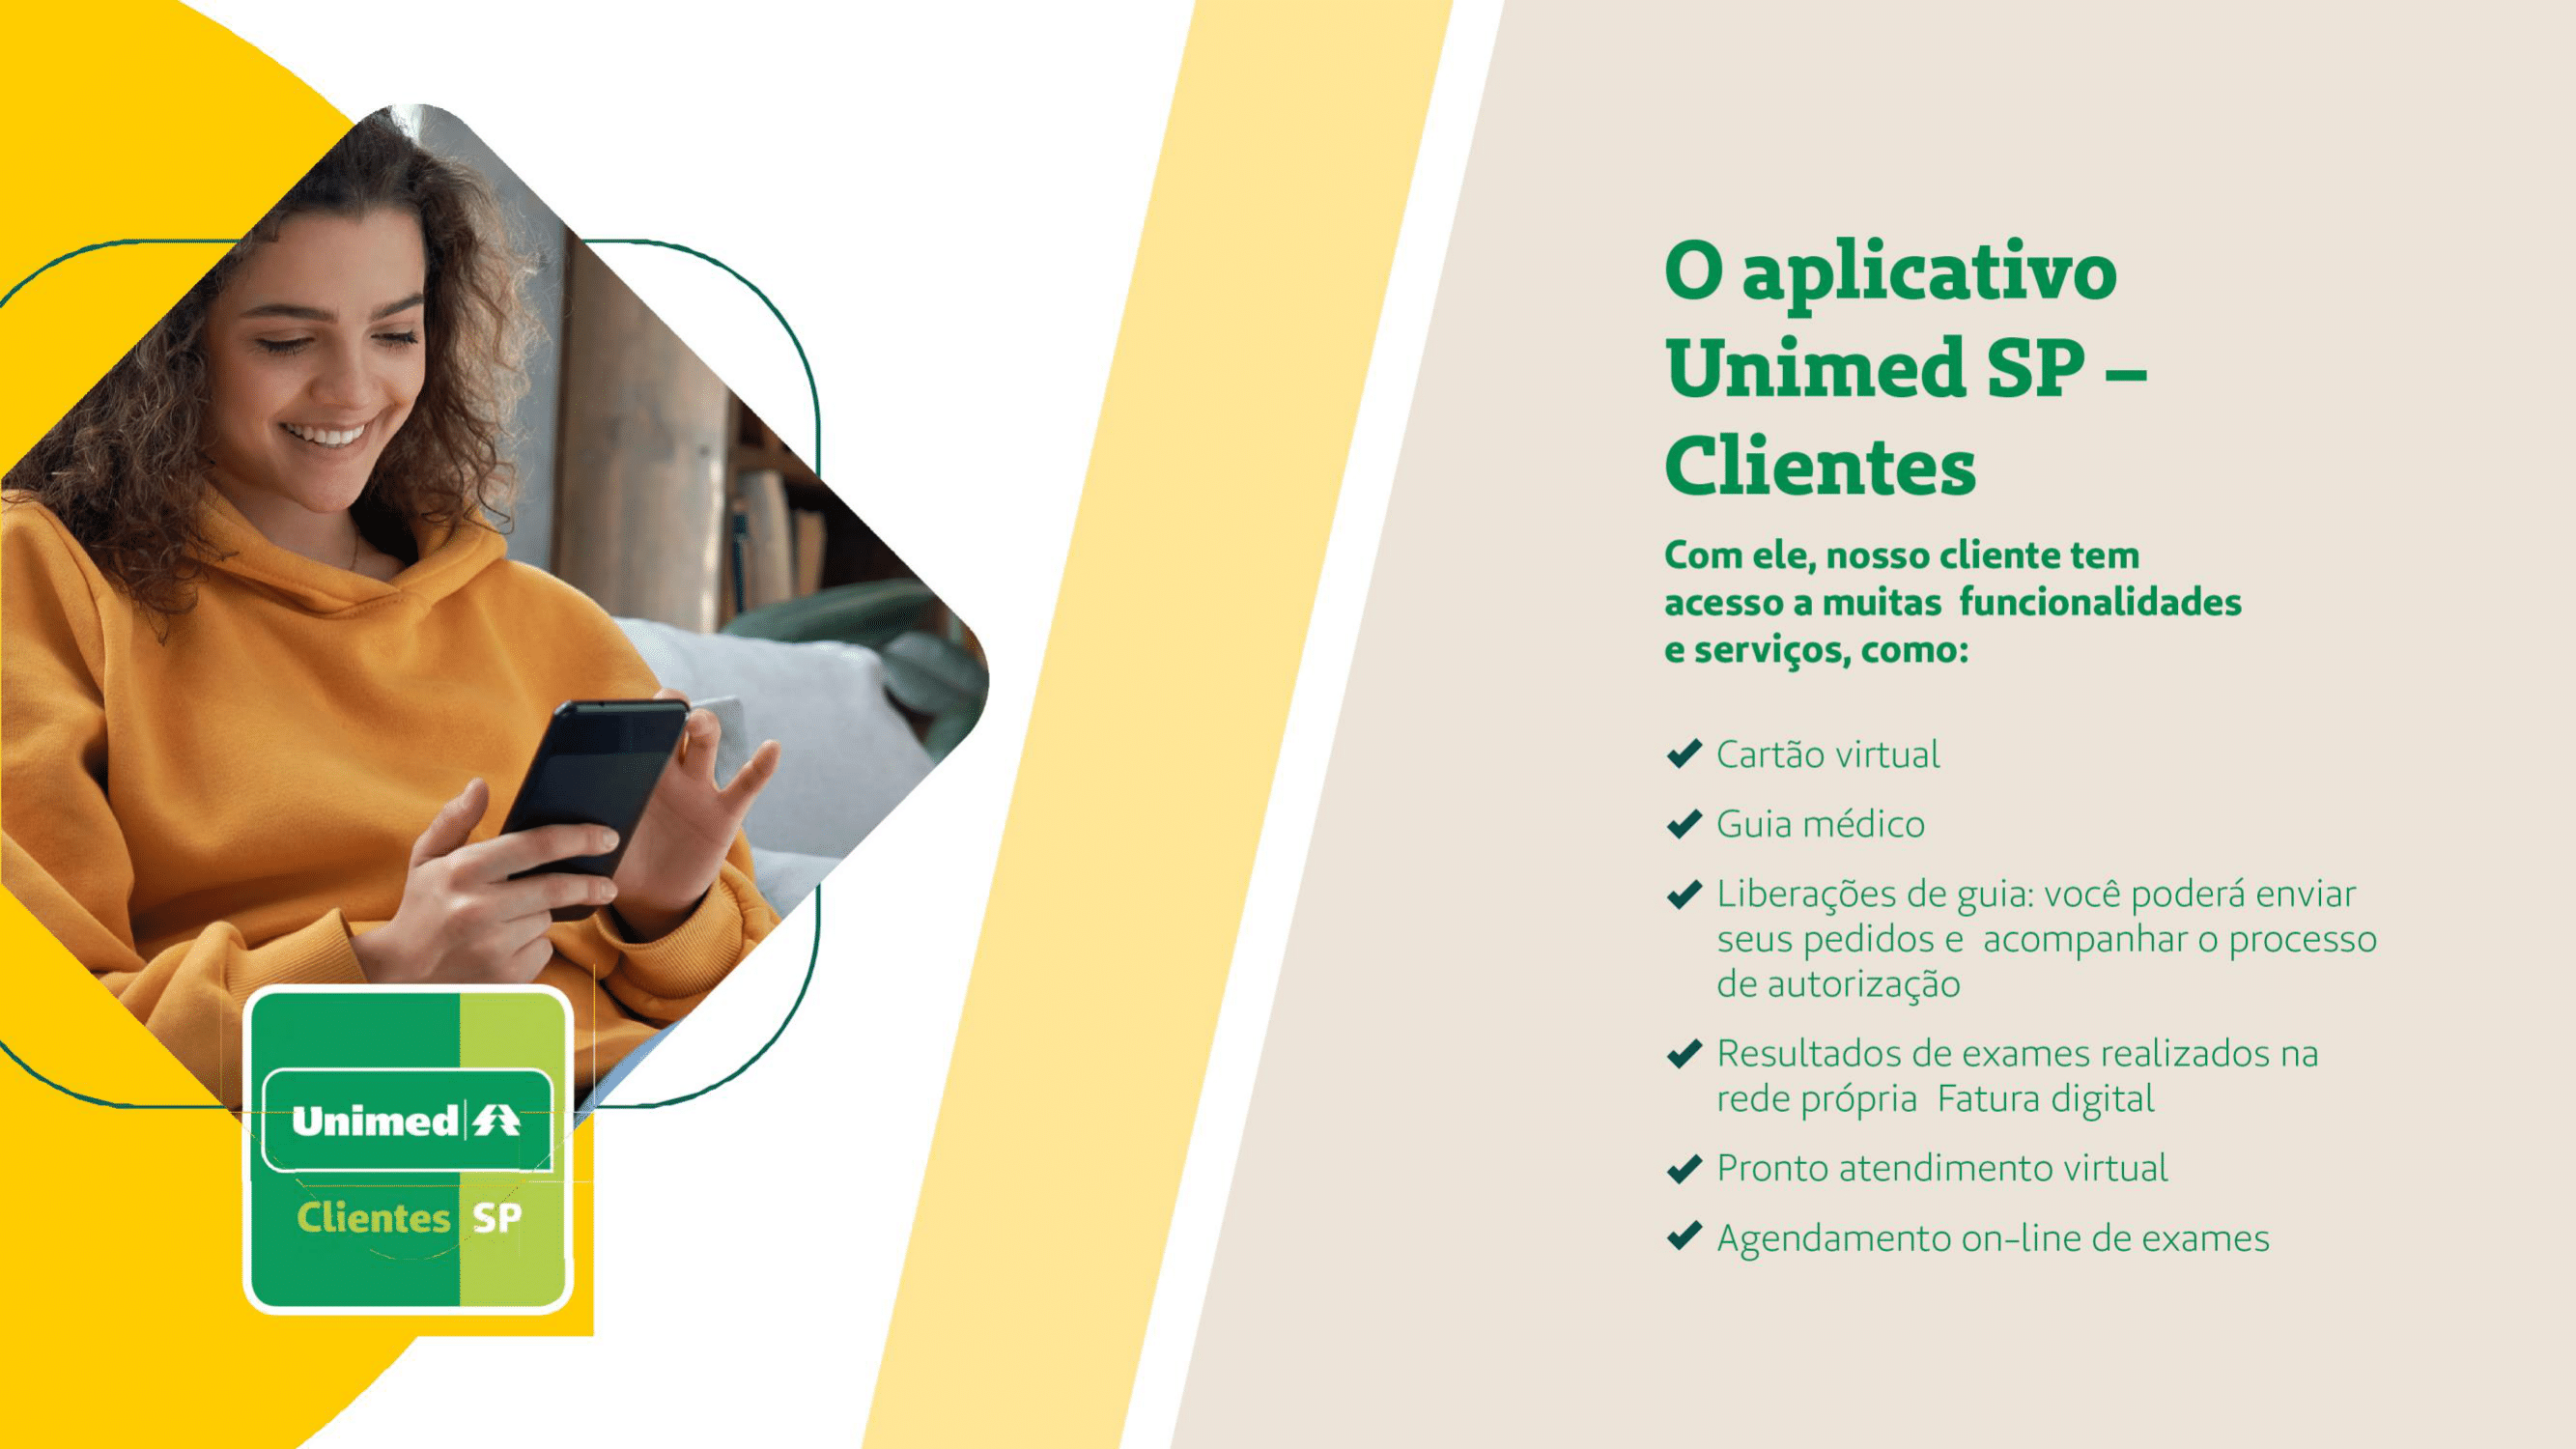 O aplicativo
Unimed SP –
Clientes
Com ele, nosso cliente tem
acesso a muitas funcionalidades
e serviços, como:
Cartão virtual
Guia médico
Liberações de guia: você poderá enviar
seus pedidos e acompanhar o processo
de autorização
Resultados de exames realizados na
rede própria Fatura digital
Pronto atendimento virtual
Agendamento on-line de exames
Unimed
Clientes SP